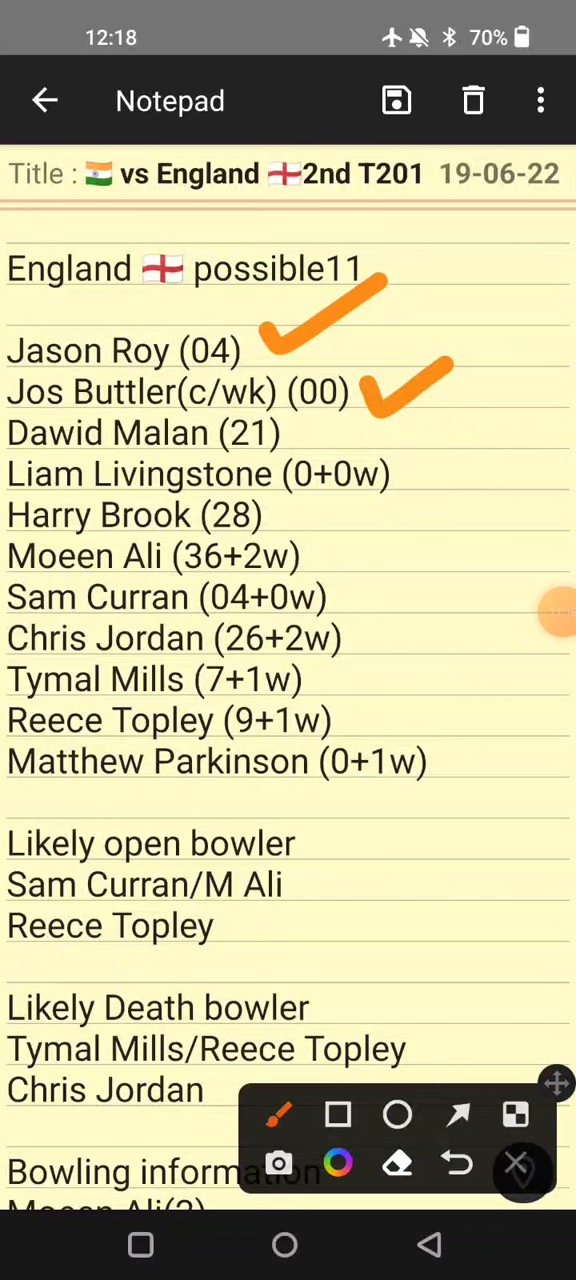 12:18
70%
Notepad
Title : 🇮🇳 vs England 🏴󠁧󠁢󠁥󠁮󠁧󠁿2nd T201 19-06-22
England 🏴󠁧󠁢󠁥󠁮󠁧󠁿 possible11
Jason Roy (04)
Jos Buttler(c/wk) (00)
Dawid Malan (21)
Liam Livingstone (0+0w)
Harry Brook (28)
Moeen Ali (36+2w)
Sam Curran (04+0w)
Chris Jordan (26+2w)
Tymal Mills (7+1w)
Reece Topley (9+1w)
Matthew Parkinson (0+1w)
Likely open bowler
Sam Curran/M Ali
Reece Topley
Likely Death bowler
Tymal Mills/Reece Topley
Chris Jordan
Bowling information
Moeen Ali(2)